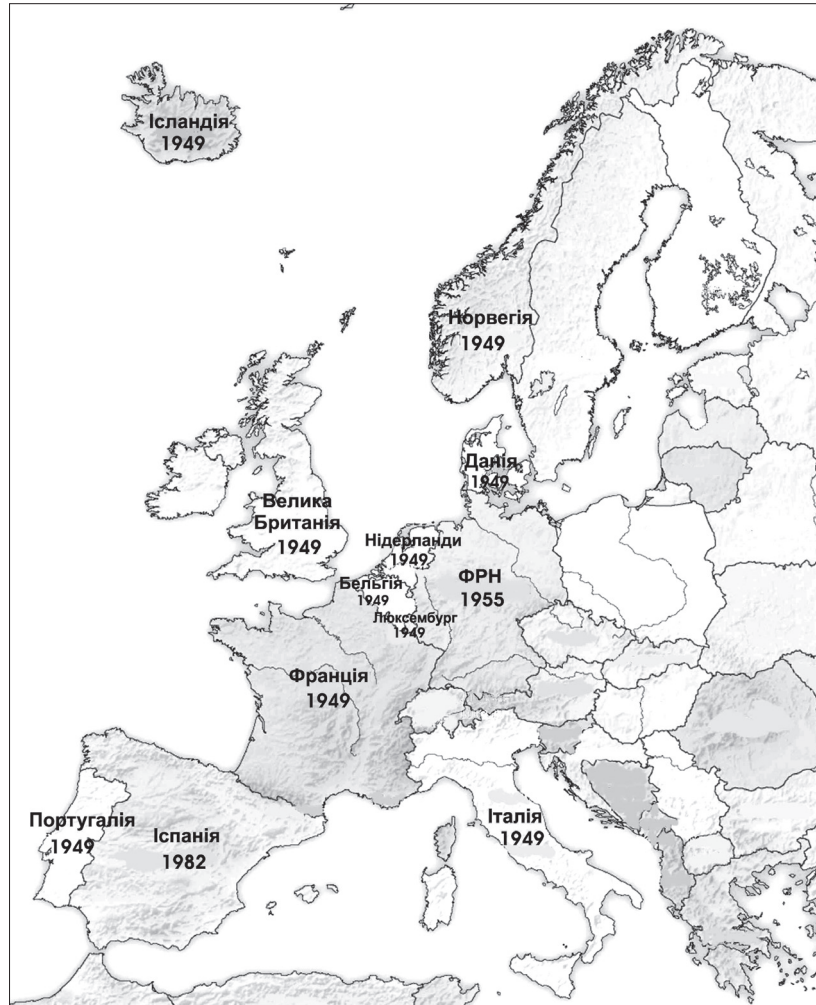 Ісландія
1949
Норвегія
1949
Данія
1949
Велика
Британія
1949
Нідерланди
1949
Бельгія
1949
Люксембург
1949
ФРН
1955
Франція
1949
Португалія
1949
Іспанія
1982
Італія
1949